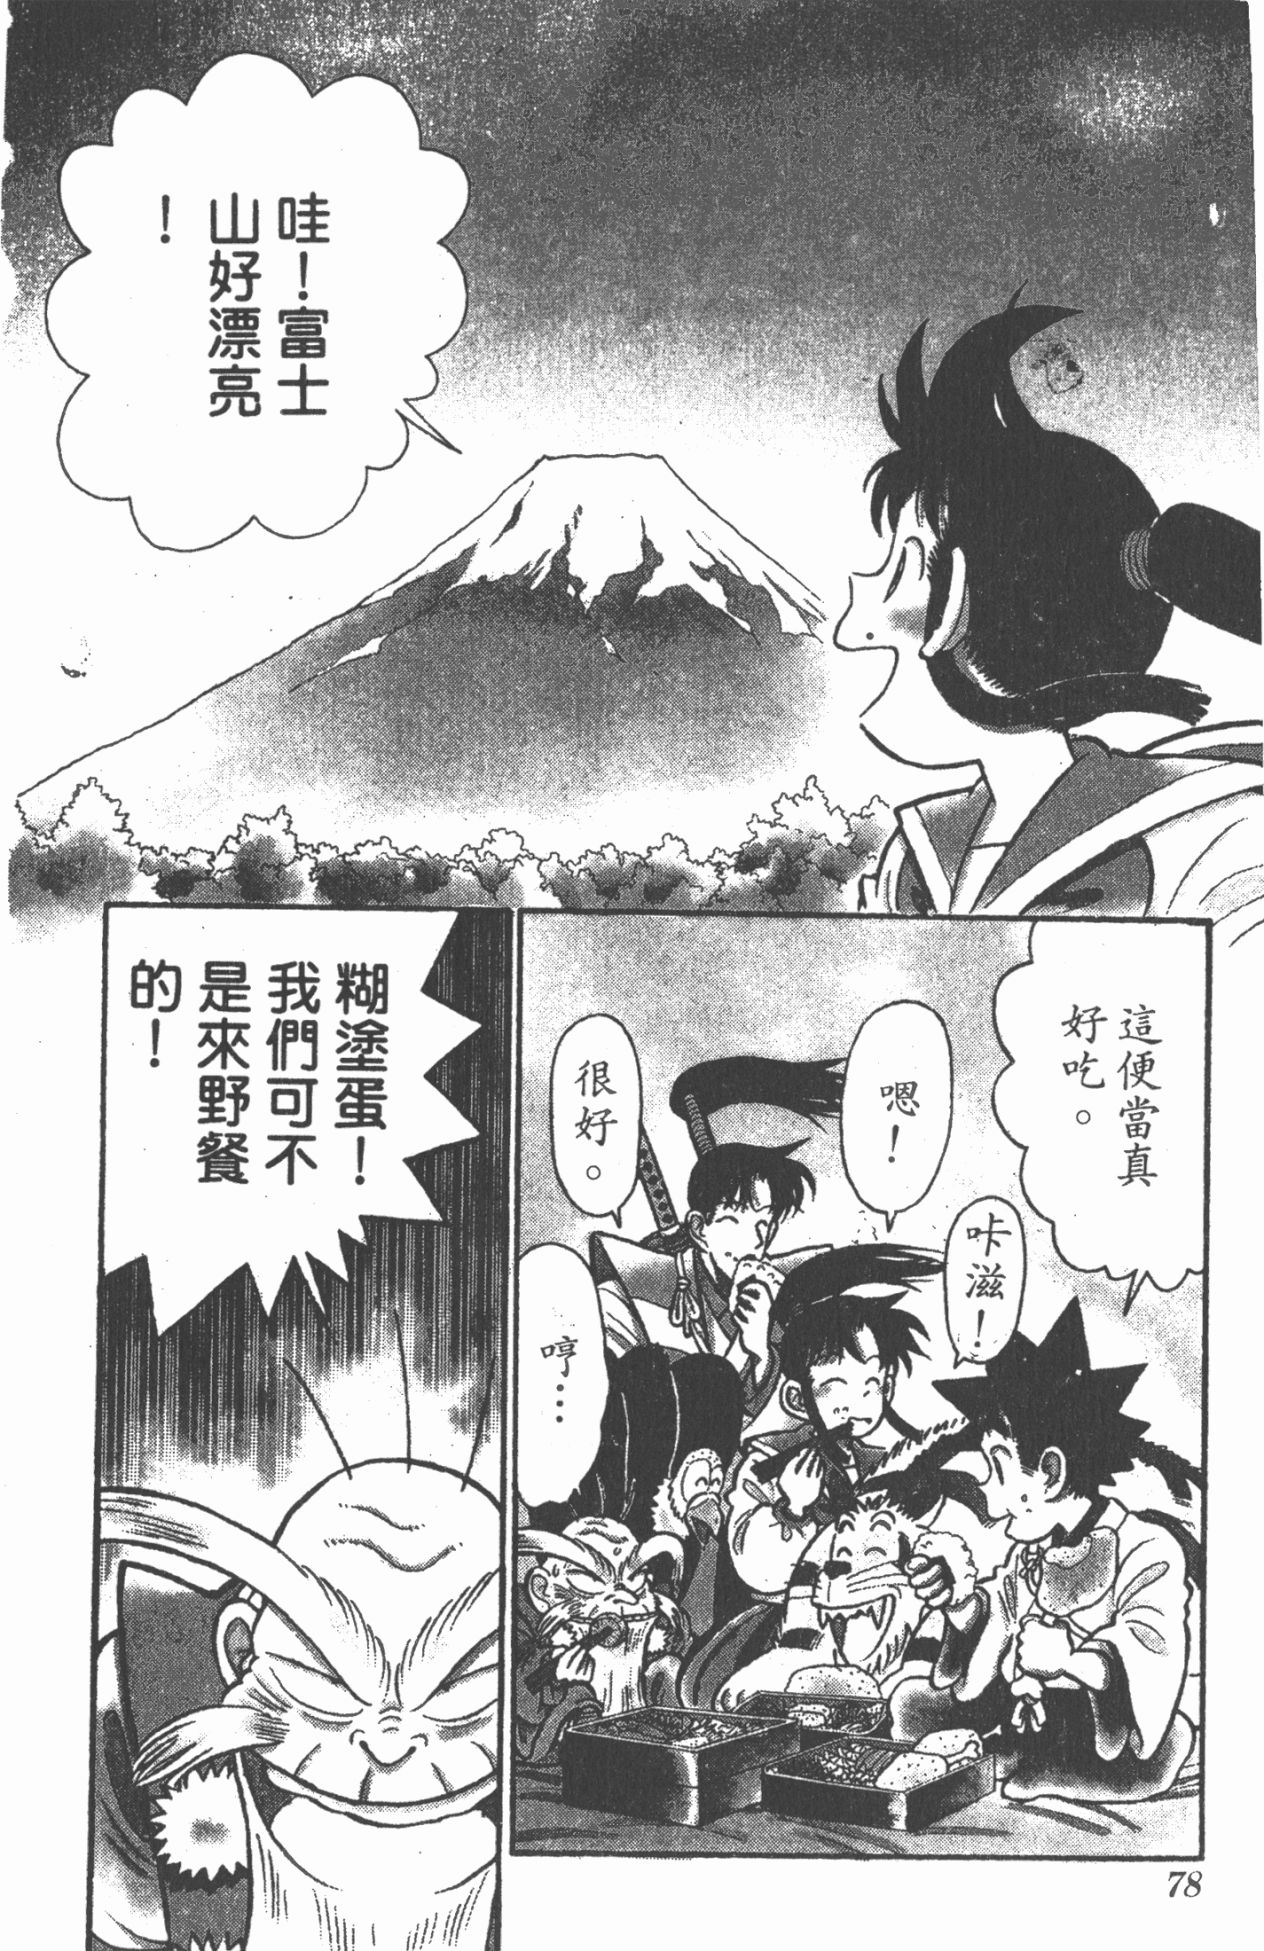 哇！富士
山好漂亮
！
這便當真
好吃。
嗯！
咔滋！
很好。
哼…
糊塗蛋！
我們可不
是來野餐
的！
78